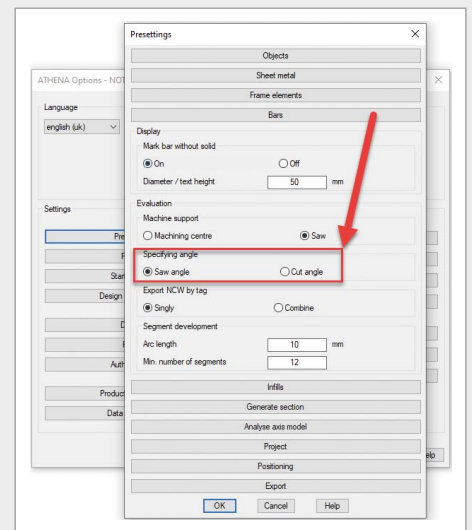 Presettings
Objects
Sheet metal
ATHENA Options - NOT
Frame elements
Language
Bars
english (uk)
Display
Mark bar without solid
On Off
Diameter / text height 50 mm
Settings
Evaluation
Machine support
Machining centre Saw
Pre
Specifying angle
Saw angle Cut angle
Star
Design
Export NCW by tag
Singly Combine
Segment development
Arc length 10 mm
Auth
Min. number of segments 12
Product
Infills
Data
Generate section
Analyse axis model
Project
elp
Positioning
Export
OK Cancel Help